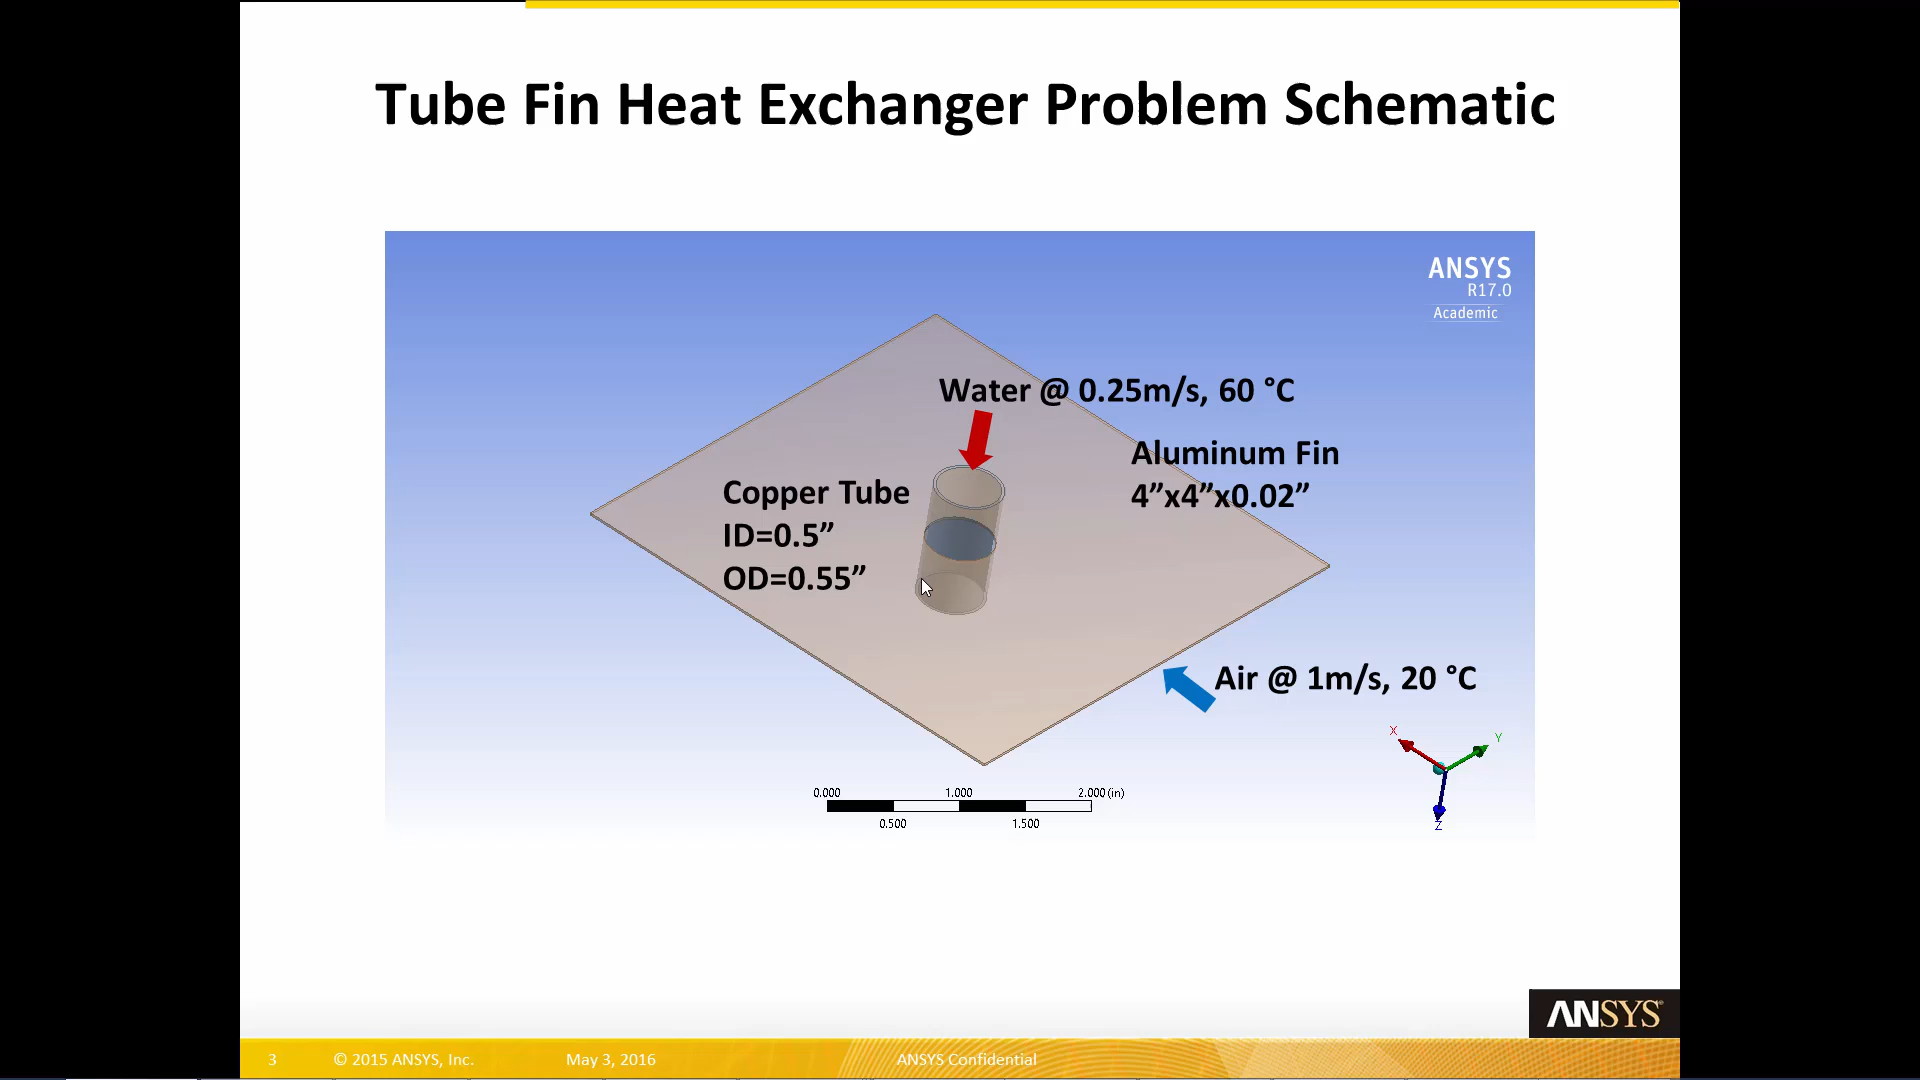 Tube Fin Heat Exchanger Problem Schematic
ANSYS
R17.0
Academic
Water @ 0.25m/s, 60 °C
Aluminum Fin
4”x4”x0.02”
Copper Tube
ID=0.5”
OD=0.55”
Air @ 1m/s, 20 °C
X
Y
Z
0.000 1.000 2.000 (in)
0.500 1.500
ANSYS
3 © 2015 ANSYS, Inc. May 3, 2016 ANSYS Confidential